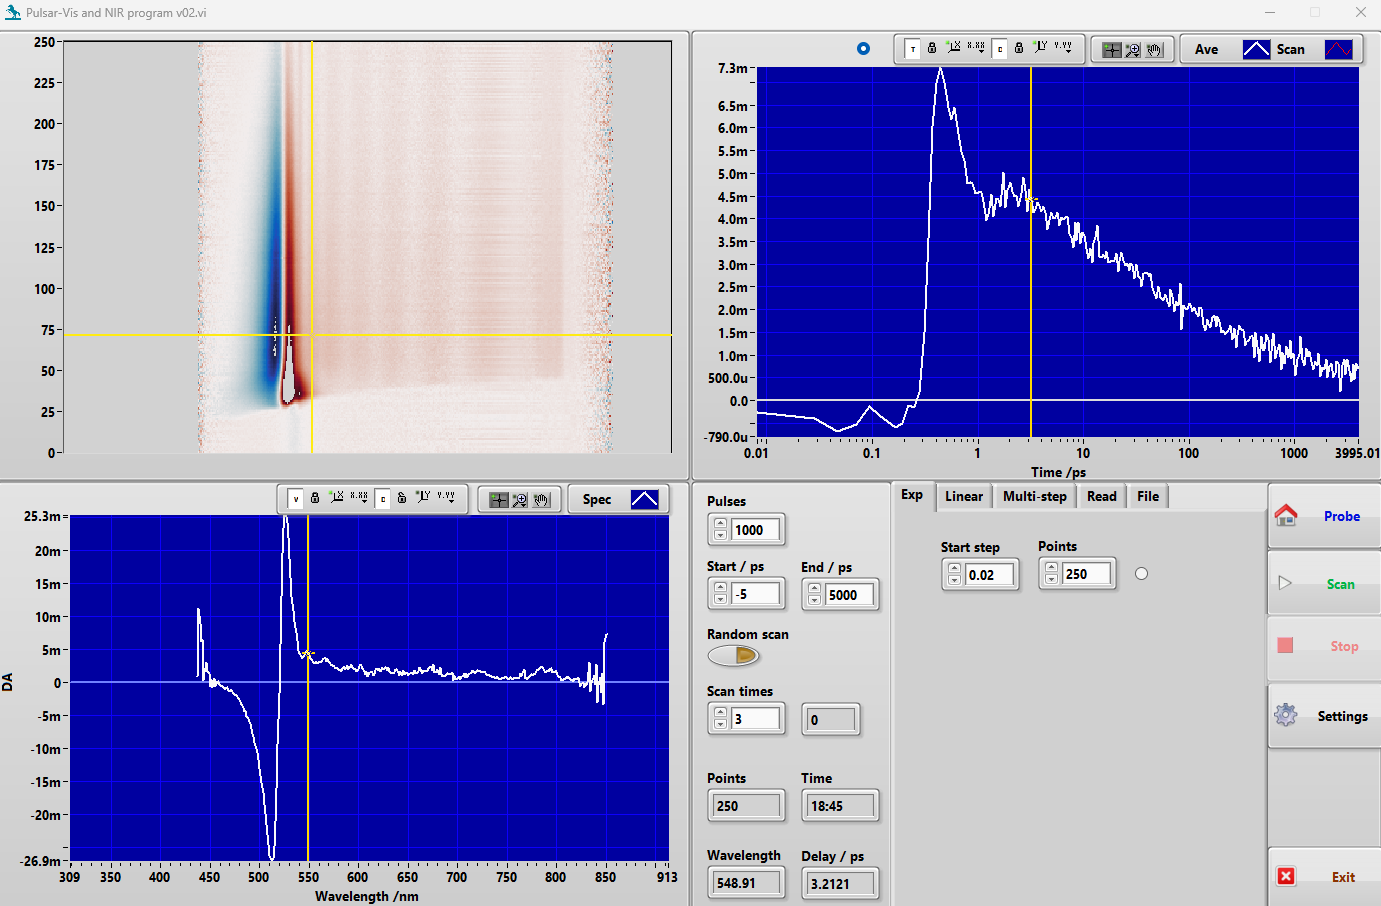 Pulsar-Vis and NIR program v02.vi
250
225
200
175
150
125
100
75
50
25
0
Ave
Scan
7.3m
6.5m
6.0m
5.5m
5.0m
4.5m
4.0m
3.5m
3.0m
2.5m
2.0m
1.5m
1.0m
500.0u
0.0
-790.0u
0.01 0.1 1 10 100 1000 3995.01
Time /ps
Spec
25.3m
20m
15m
10m
5m
0
-5m
-10m
-15m
-20m
-26.9m
DA
309 350 400 450 500 550 600 650 700 750 800 850 913
Wavelength /nm
Pulses
1000
Start / ps End / ps
-5 5000
Random scan
Scan times
3 0
Points Time
250 18:45
Wavelength Delay / ps
548.91 3.2121
Exp Linear Multi-step Read File
Start step Points
0.02 250
Probe
Scan
Stop
Settings
Exit